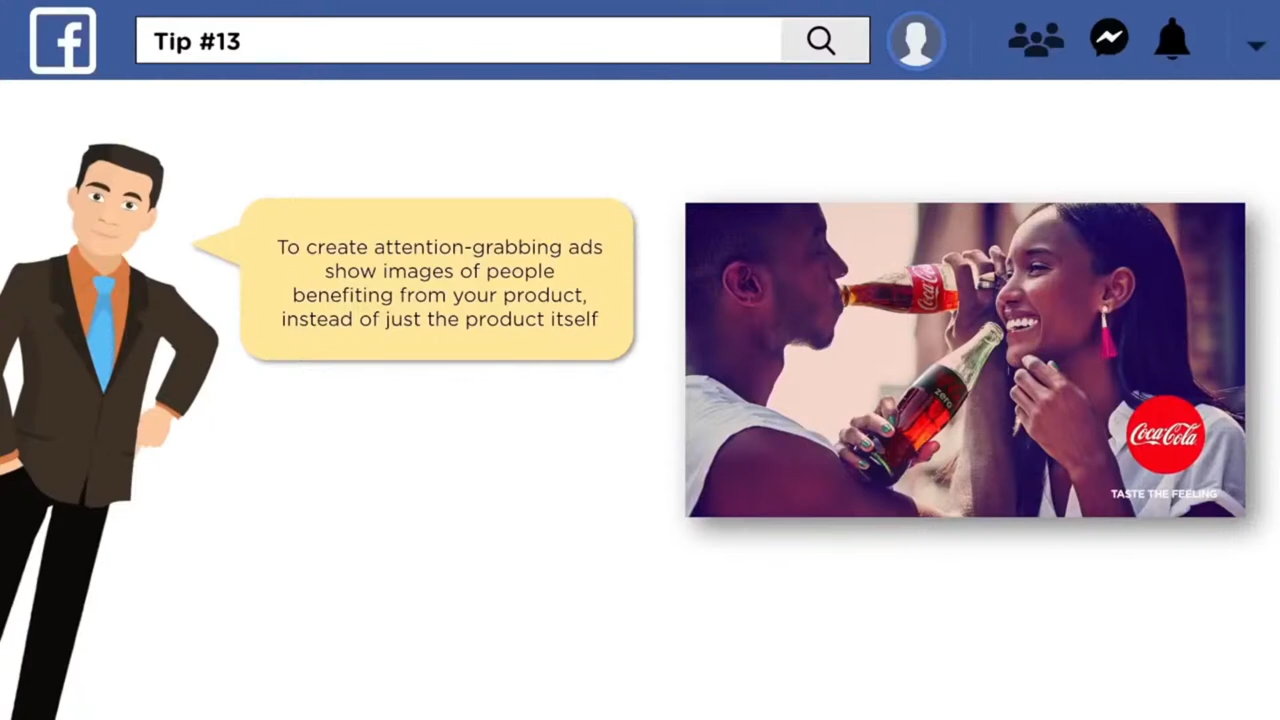 Tip #13
To create attention-grabbing ads
show images of people
benefiting from your product,
instead of just the product itself
Coca-Cola
zero
Coca-Cola
TASTE THE FEELING